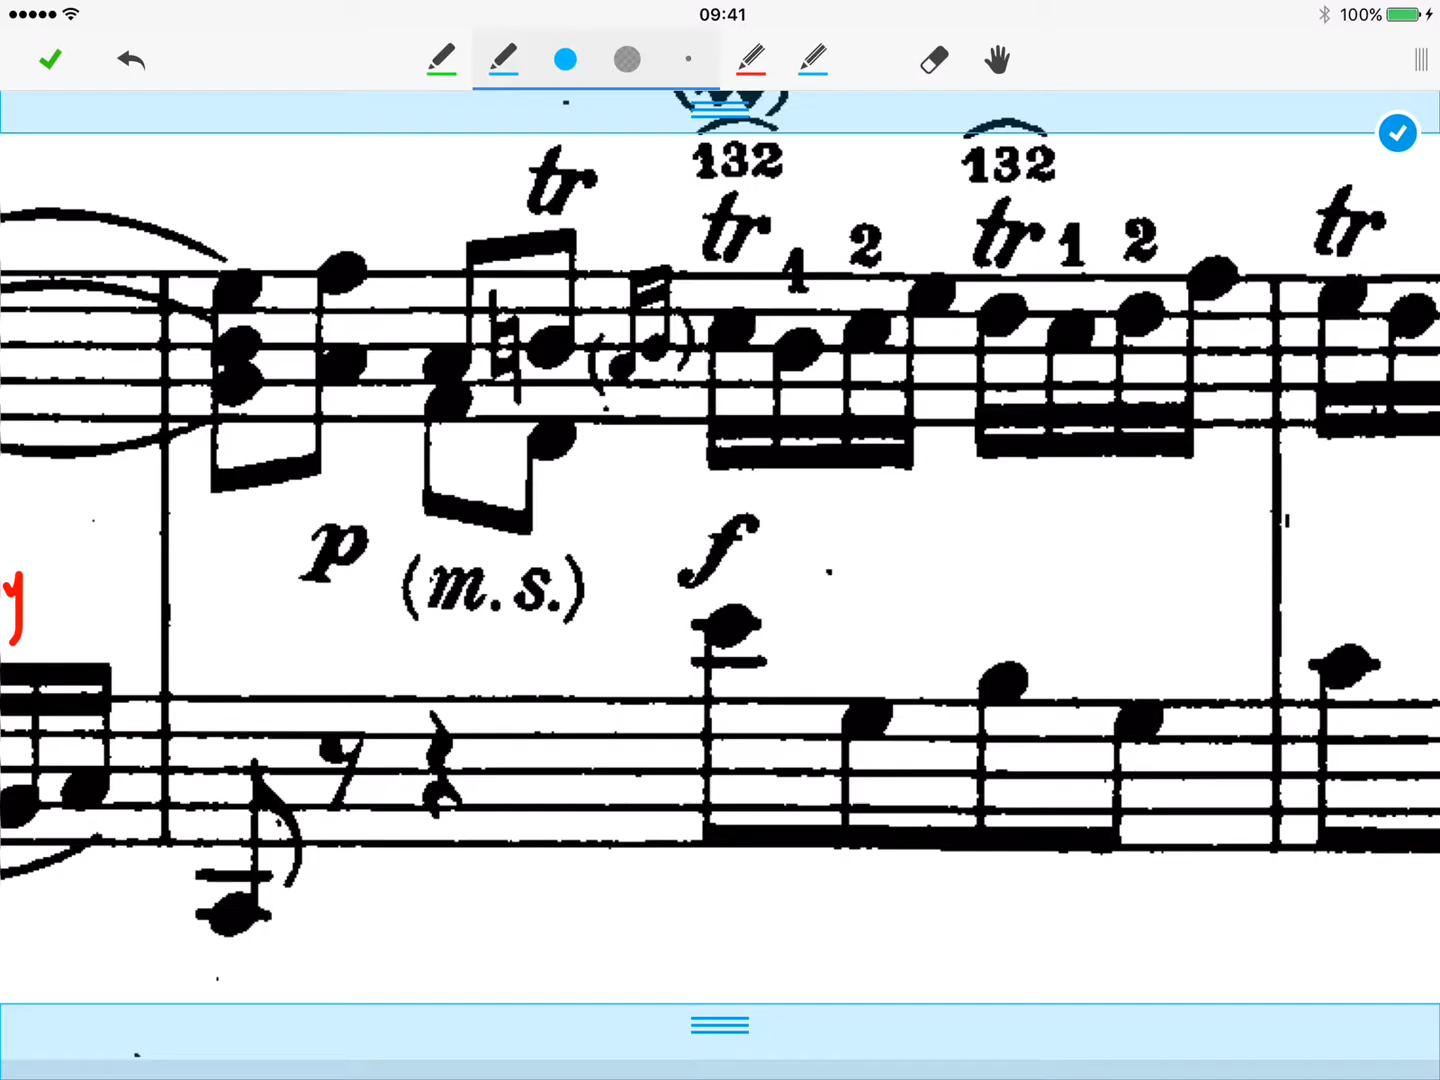 09:41
100%
132 132
tr tr 1 2 tr 1 2 tr
p (m.s.) f
y